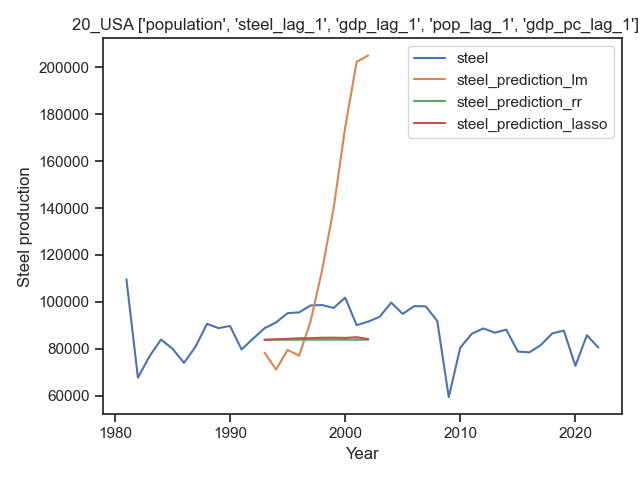 20_USA ['population', 'steel_lag_1', 'gdp_lag_1', 'pop_lag_1', 'gdp_pc_lag_1']
steel
steel_prediction_lm
steel_prediction_rr
steel_prediction_lasso
200000
180000
160000
140000
120000
100000
80000
60000
Steel production
1980
1990
2000
2010
2020
Year